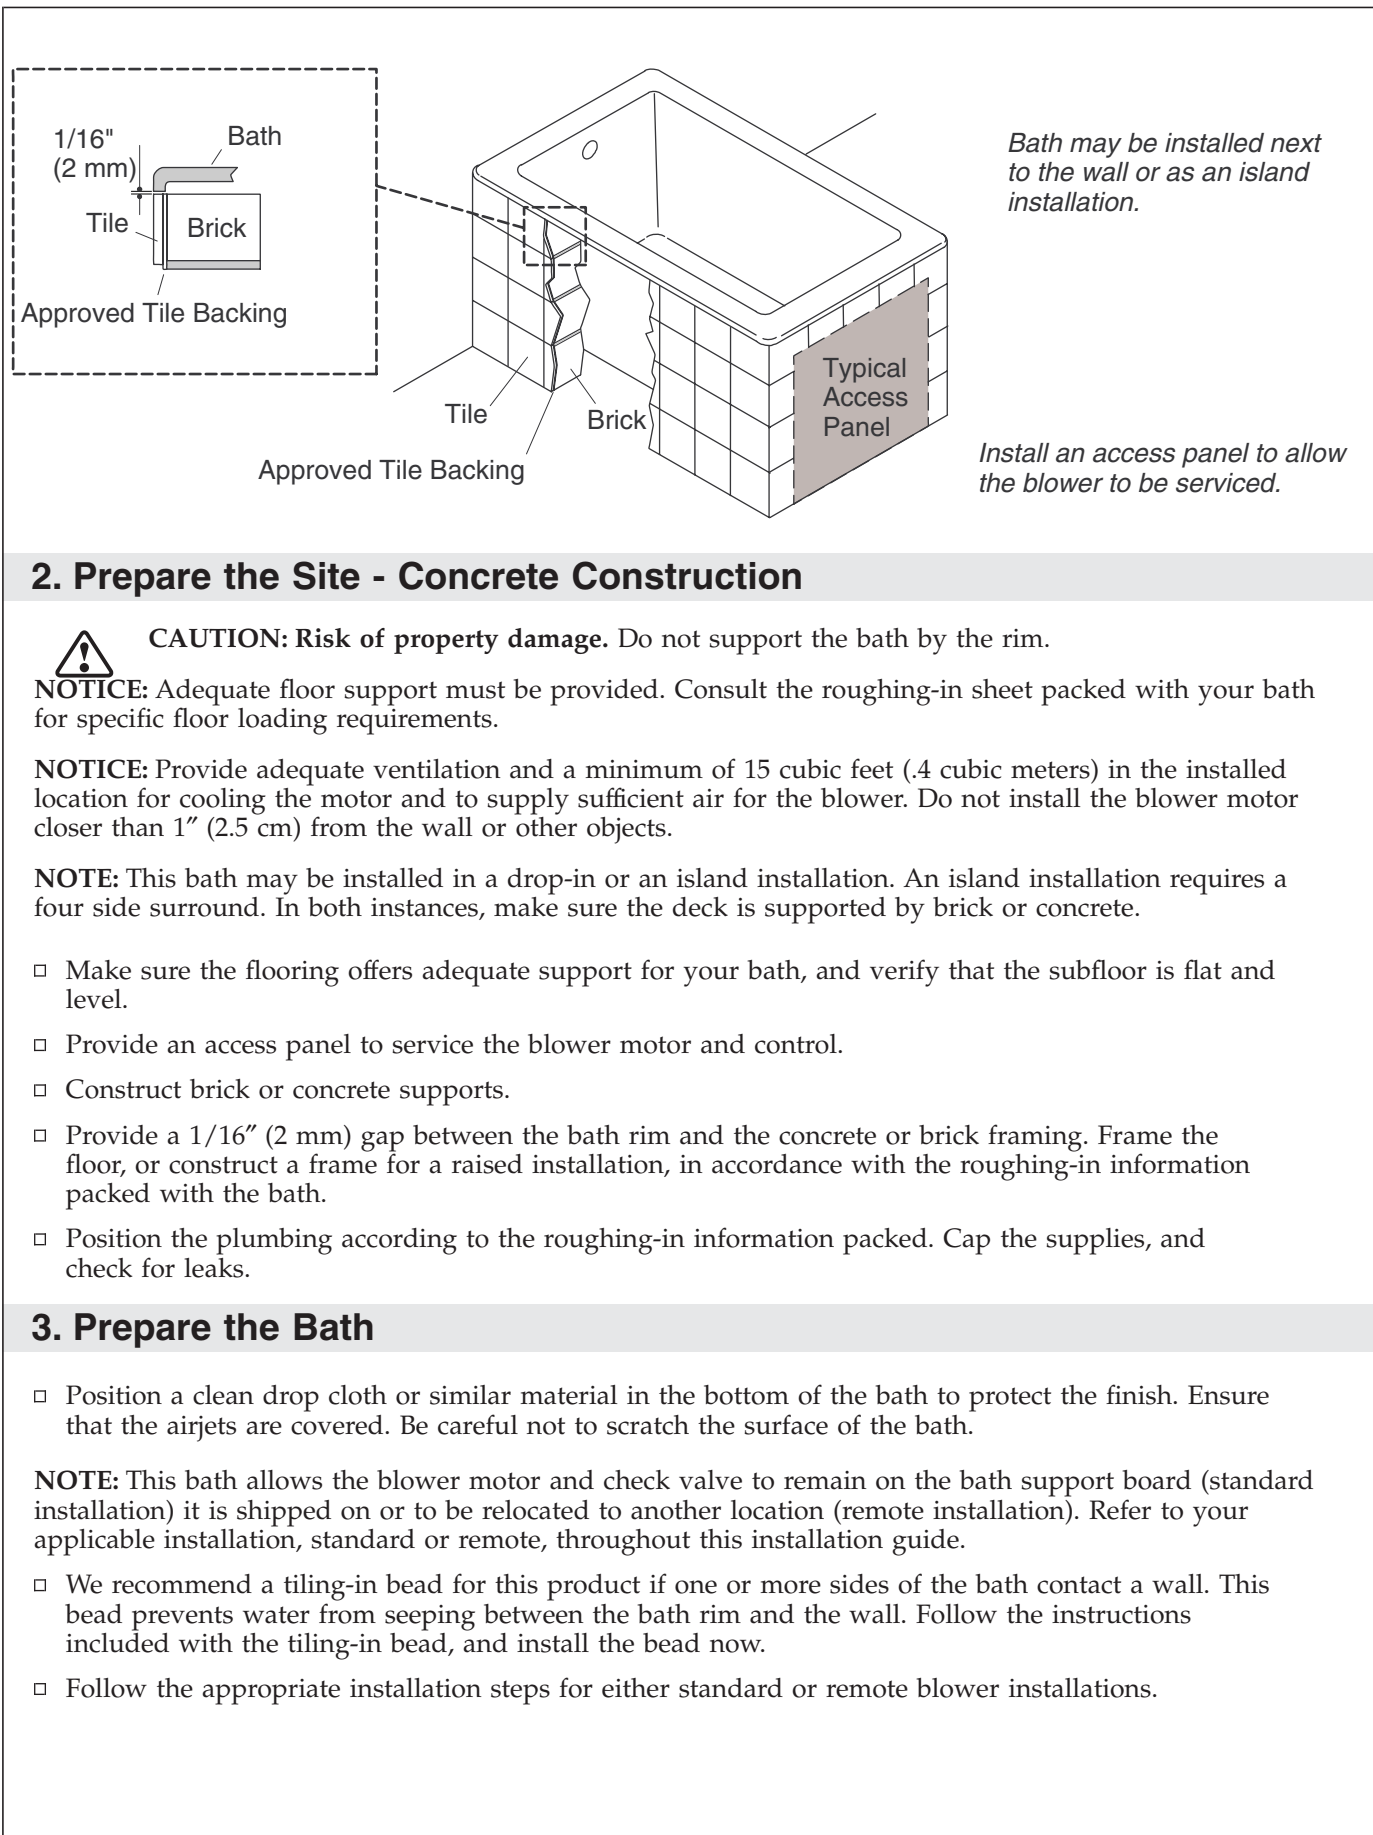 1/16"
(2 mm)
Bath
Tile
Brick
Approved Tile Backing
Bath may be installed next
to the wall or as an island
installation.
Typical
Access
Panel
Tile
Brick
Approved Tile Backing
Install an access panel to allow
the blower to be serviced.
2. Prepare the Site - Concrete Construction
CAUTION: Risk of property damage. Do not support the bath by the rim.
NOTICE: Adequate floor support must be provided. Consult the roughing-in sheet packed with your bath
for specific floor loading requirements.
NOTICE: Provide adequate ventilation and a minimum of 15 cubic feet (.4 cubic meters) in the installed
location for cooling the motor and to supply sufficient air for the blower. Do not install the blower motor
closer than 1″ (2.5 cm) from the wall or other objects.
NOTE: This bath may be installed in a drop-in or an island installation. An island installation requires a
four side surround. In both instances, make sure the deck is supported by brick or concrete.
□ Make sure the flooring offers adequate support for your bath, and verify that the subfloor is flat and
level.
□ Provide an access panel to service the blower motor and control.
□ Construct brick or concrete supports.
□ Provide a 1/16″ (2 mm) gap between the bath rim and the concrete or brick framing. Frame the
floor, or construct a frame for a raised installation, in accordance with the roughing-in information
packed with the bath.
□ Position the plumbing according to the roughing-in information packed. Cap the supplies, and
check for leaks.
3. Prepare the Bath
□ Position a clean drop cloth or similar material in the bottom of the bath to protect the finish. Ensure
that the airjets are covered. Be careful not to scratch the surface of the bath.
NOTE: This bath allows the blower motor and check valve to remain on the bath support board (standard
installation) it is shipped on or to be relocated to another location (remote installation). Refer to your
applicable installation, standard or remote, throughout this installation guide.
□ We recommend a tiling-in bead for this product if one or more sides of the bath contact a wall. This
bead prevents water from seeping between the bath rim and the wall. Follow the instructions
included with the tiling-in bead, and install the bead now.
□ Follow the appropriate installation steps for either standard or remote blower installations.